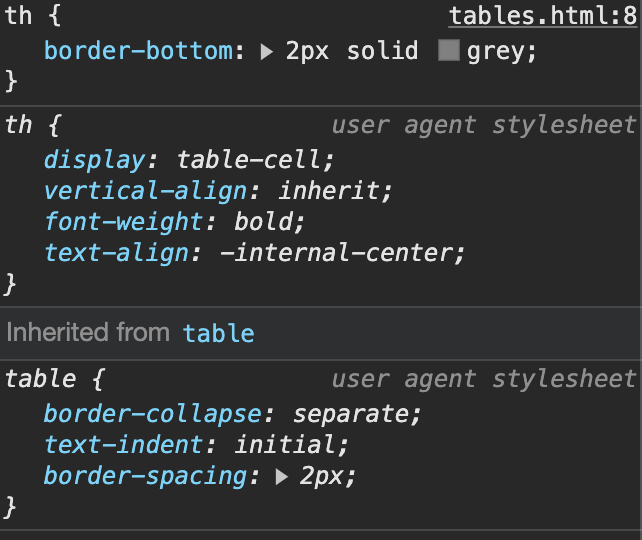 th {
tables.html:8
border-bottom: ▶ 2px solid grey;
}
th {
user agent stylesheet
display: table-cell;
vertical-align: inherit;
font-weight: bold;
text-align: -internal-center;
}
Inherited from table
table {
user agent stylesheet
border-collapse: separate;
text-indent: initial;
border-spacing: ▶ 2px;
}